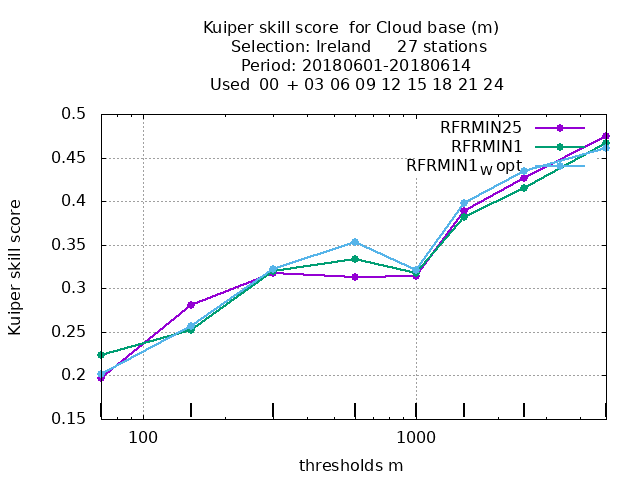 Kuiper skill score  for Cloud base (m)
Selection: Ireland     27 stations
Period: 20180601-20180614
Used  00 + 03 06 09 12 15 18 21 24
0.5
0.45
0.4
0.35
0.3
0.25
0.2
0.15
Kuiper skill score
RFRMIN25
RFRMIN1
RFRMIN1W opt
100
1000
thresholds m